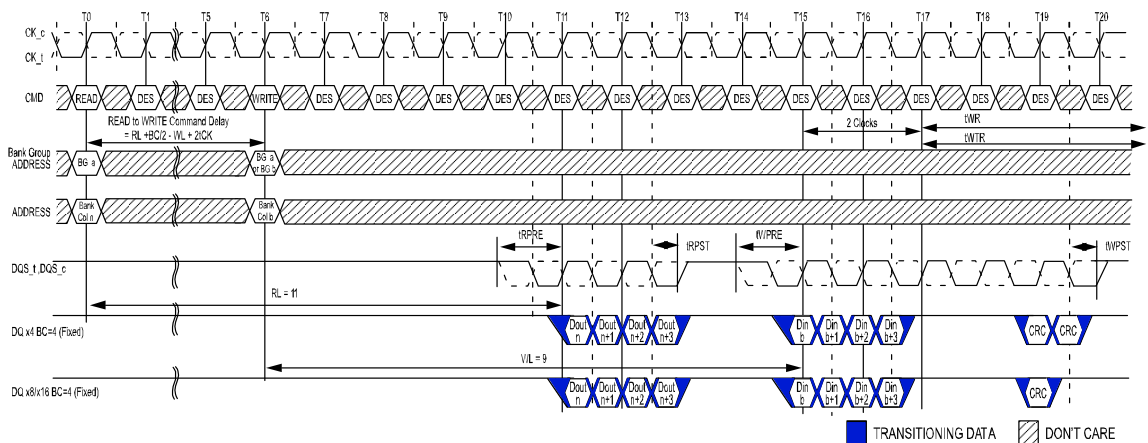 T0 T1 T5 T6 T7 T8 T9 T10 T11 T12 T13 T14 T15 T16 T17 T18 T19 T20
CK_c
CK_t
CMD READ DES DES WRITE DES DES DES DES DES DES DES DES DES DES DES DES DES DES
READ to WRITE Command Delay
= RL +BC/2 - WL + 2tCK
2 Clocks
tWR
tWTR
Bank Group
ADDRESS
BG a
BG a
or BG b
ADDRESS
Bank
Col n
Bank
Col b
tRPRE
tRPST
tWPRE
tWPST
DQS_t,DQS_c
RL = 11
DQ x4 BC=4 (Fixed)
Dout
n
Dout
n+1
Dout
n+2
Dout
n+3
Din
b
Din
b+1
Din
b+2
Din
b+3
CRC CRC
WL = 9
DQ x8/x16 BC=4 (Fixed)
Dout
n
Dout
n+1
Dout
n+2
Dout
n+3
Din
b
Din
b+1
Din
b+2
Din
b+3
CRC
TRANSITIONING DATA
DON'T CARE